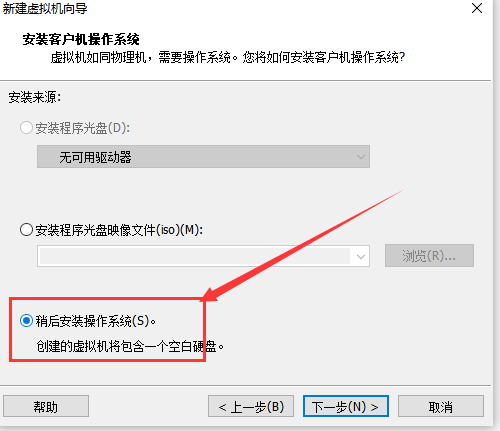 新建虚拟机向导
安装客户机操作系统
虚拟机如同物理机，需要操作系统。您将如何安装客户机操作系统?
安装来源:
安装程序光盘(D):
无可用驱动器
安装程序光盘映像文件(iso)(M):
浏览(R)...
稍后安装操作系统(S)。
创建的虚拟机将包含一个空白硬盘。
帮助
< 上一步(B)
下一步(N) >
取消